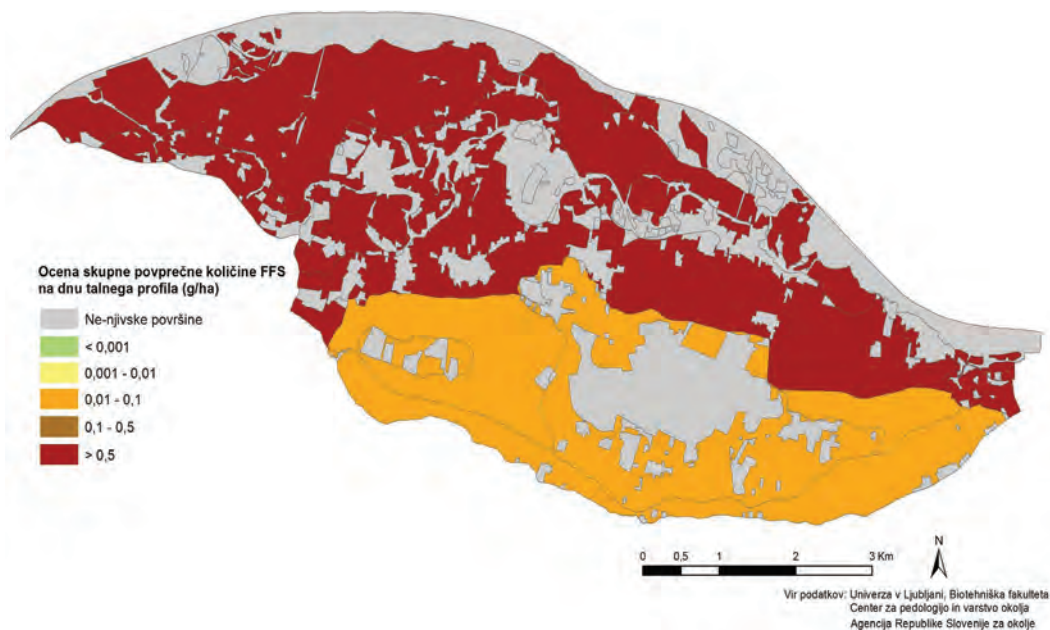 Ocena skupne povprečne količine FFS
na dnu talnega profila (g/ha)
Ne-njivske površine
< 0,001
0,001 - 0,01
0,01 - 0,1
0,1 - 0,5
> 0,5
0 0,5 1 2 3 Km
N
Vir podatkov: Univerza v Ljubljani, Biotehniška fakulteta
Center za pedologijo in varstvo okolja
Agencija Republike Slovenije za okolje